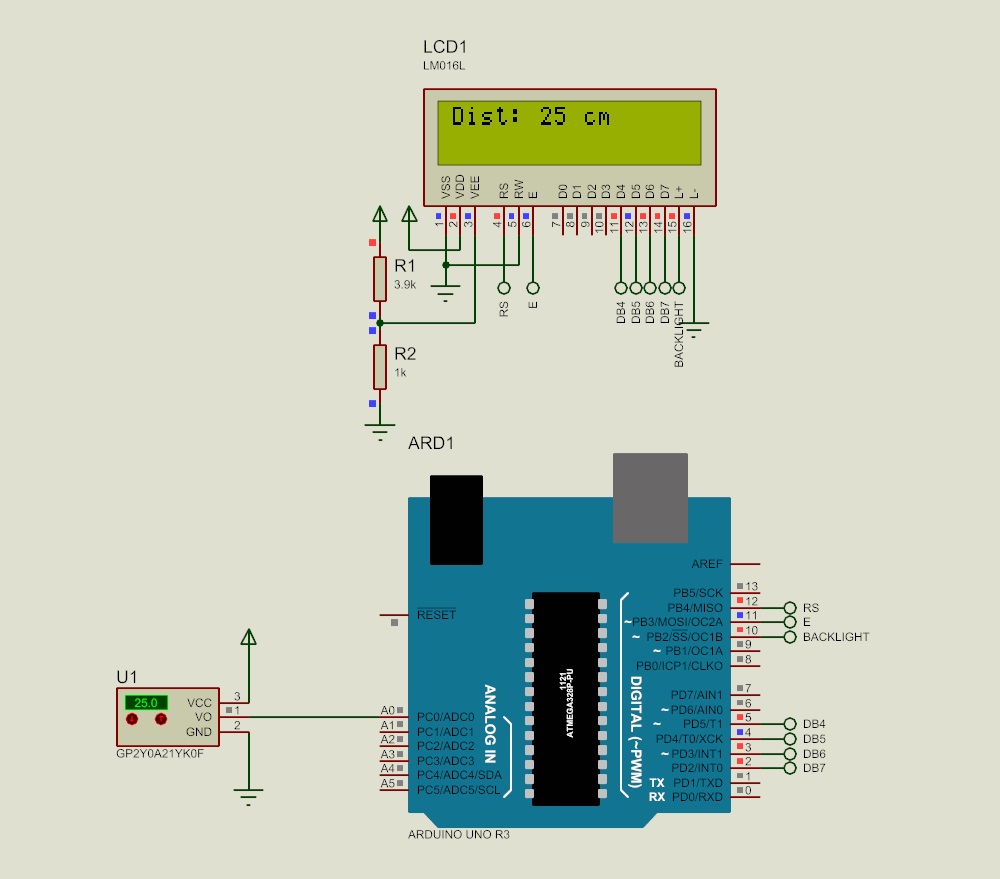 LCD1
LM016L
Dist: 25 cm
VSS VDD VEE RS RW E D0 D1 D2 D3 D4 D5 D6 D7 L+ L-
1 2 3 4 5 6 7 8 9 10 11 12 13 14 15 16
R1
3.9k
RS E DB4 DB5 DB6 DB7 BACKLIGHT
R2
1k
ARD1
AREF
RESET
PB5/SCK 13
PB4/MISO 12 RS
~PB3/MOSI/OC2A 11 E
~ PB2/SS/OC1B 10 BACKLIGHT
~ PB1/OC1A 9
PB0/ICP1/CLKO 8
PD7/AIN1 7
~ PD6/AIN0 6
~ PD5/T1 5 DB4
PD4/T0/XCK 4 DB5
~PD3/INT1 3 DB6
PD2/INT0 2 DB7
TX PD1/TXD 1
RX PD0/RXD 0
DIGITAL (~PWM)
1121
ATMEGA328P-PU
ANALOG IN
A0 PC0/ADC0
A1 PC1/ADC1
A2 PC2/ADC2
A3 PC3/ADC3
A4 PC4/ADC4/SDA
A5 PC5/ADC5/SCL
ARDUINO UNO R3
U1
25.0
VCC 3
VO 1
GND 2
GP2Y0A21YK0F